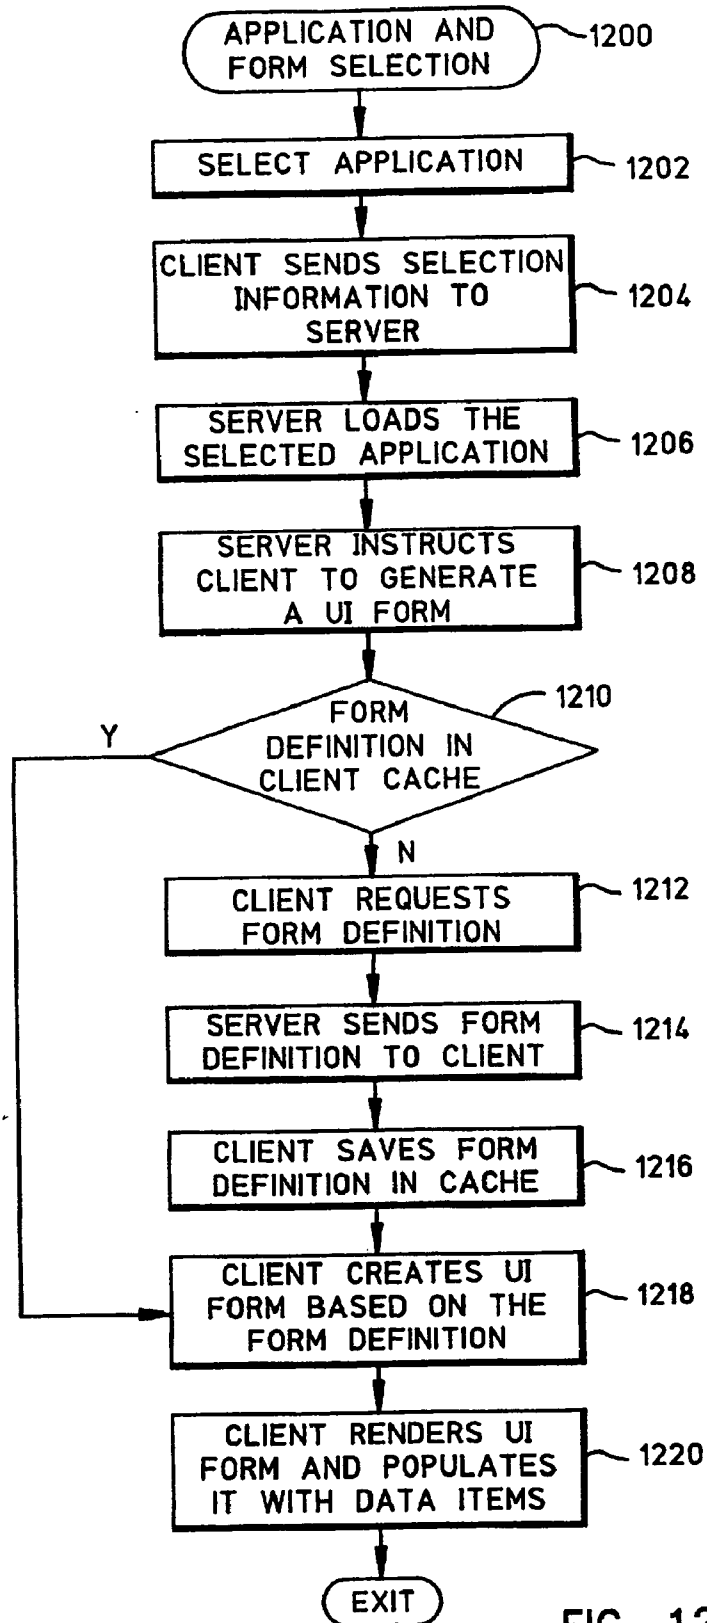 APPLICATION AND
FORM SELECTION
1200
SELECT APPLICATION
1202
CLIENT SENDS SELECTION
INFORMATION TO
SERVER
1204
SERVER LOADS THE
SELECTED APPLICATION
1206
SERVER INSTRUCTS
CLIENT TO GENERATE
A UI FORM
1208
FORM
DEFINITION IN
CLIENT CACHE
1210
Y
N
CLIENT REQUESTS
FORM DEFINITION
1212
SERVER SENDS FORM
DEFINITION TO CLIENT
1214
CLIENT SAVES FORM
DEFINITION IN CACHE
1216
CLIENT CREATES UI
FORM BASED ON THE
FORM DEFINITION
1218
CLIENT RENDERS UI
FORM AND POPULATES
IT WITH DATA ITEMS
1220
EXIT
FIG. 12